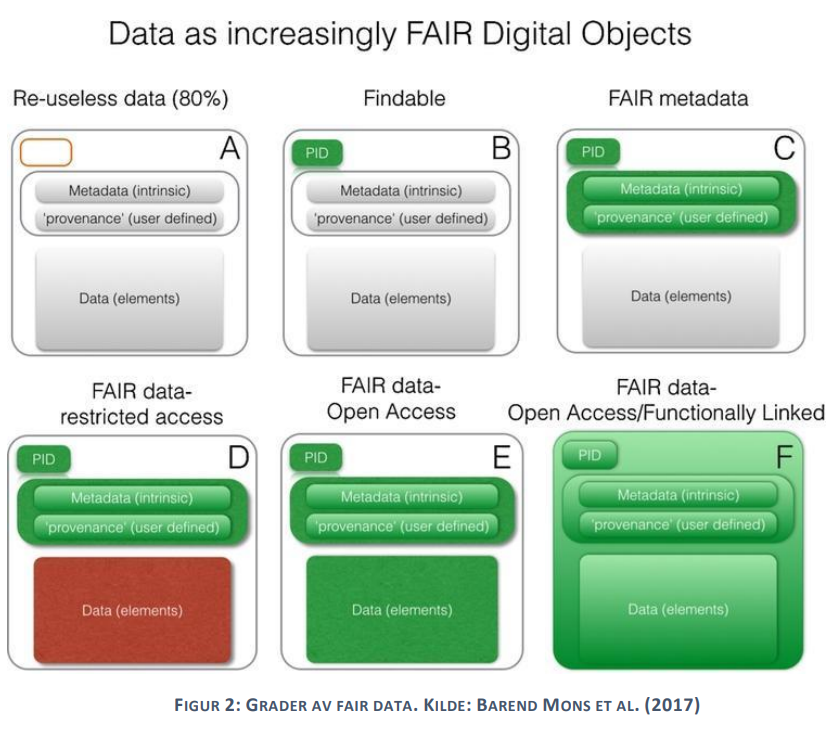 Data as increasingly FAIR Digital Objects
Re-useless data (80%)
A
Metadata (intrinsic)
'provenance' (user defined)
Data (elements)
Findable
PID
B
Metadata (intrinsic)
'provenance' (user defined)
Data (elements)
FAIR metadata
PID
C
Metadata (intrinsic)
'provenance' (user defined)
Data (elements)
FAIR data-
restricted access
PID
D
Metadata (intrinsic)
'provenance' (user defined)
Data (elements)
FAIR data-
Open Access
PID
E
Metadata (intrinsic)
'provenance' (user defined)
Data (elements)
FAIR data-
Open Access/Functionally Linked
PID
F
Metadata (intrinsic)
'provenance' (user defined)
Data (elements)
FIGUR 2: GRADER AV FAIR DATA. KILDE: BAREND MONS ET AL. (2017)